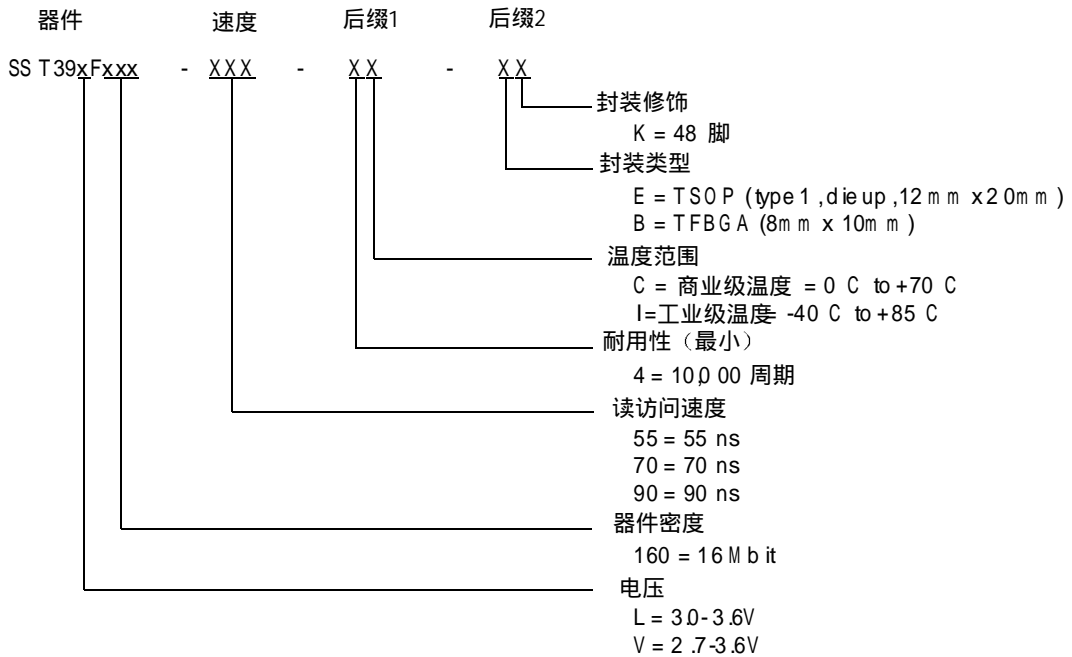 器件 速度 后缀1 后缀2
SST39xFxxx - XXX - XX - XX
封装修饰
K = 48 脚
封装类型
E = TSOP (type 1 ,die up ,12 mm x 20mm )
B = TFBGA (8mm x 10mm )
温度范围
C = 商业级温度 = 0 C to +70 C
I=工业级温度= -40 C to +85 C
耐用性（最小）
4 = 10,000 周期
读访问速度
55 = 55 ns
70 = 70 ns
90 = 90 ns
器件密度
160 = 16 Mbit
电压
L = 3.0-3.6V
V = 2.7-3.6V